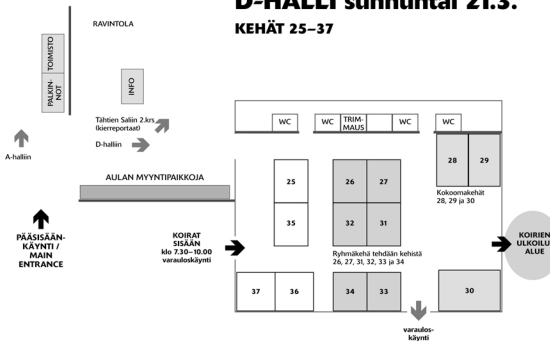 D-HALLI sunnuntai 21.3.
KEHÄT 25–37
RAVINTOLA
TOIMISTO
PALKIN-
NOT
INFO
Tähtien Saliin 2.krs
(kierreportaat)
D-halliin
A-halliin
AULAN MYYNTIPAIKKOJA
PÄÄSISÄÄN-
KÄYNTI /
MAIN
ENTRANCE
KOIRAT
SISÄÄN
klo 7.30–10.00
varauloskäynti
WC
WC
TRIM-
MAUS
WC
WC
28
29
Kokoomakehät
28, 29 ja 30
25
26
27
35
32
31
Ryhmäkehä tehdään kehistä
26, 27, 31, 32, 33 ja 34
KOIRIEN
ULKOILU
ALUE
37
36
34
33
30
varaulos-
käynti